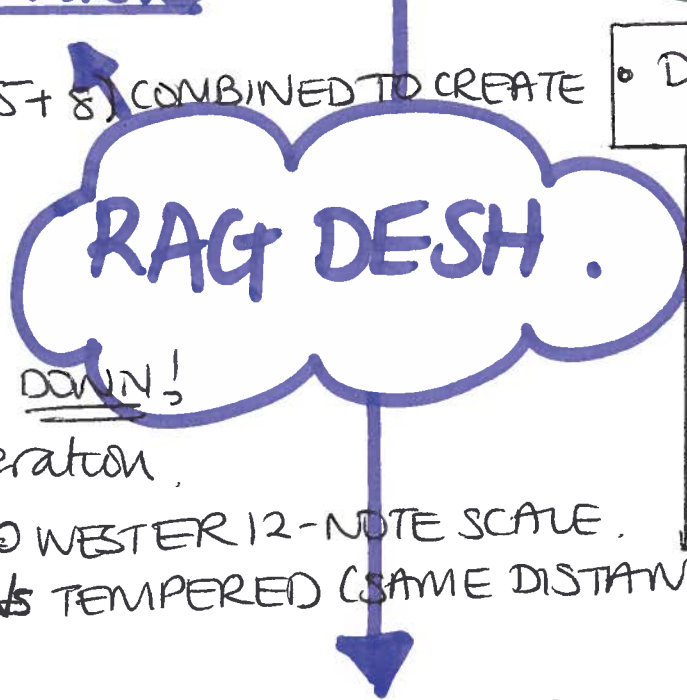 5+8) COMBINED TO CREATE
• D
RAG DESH.
DOWN!
eration.
WESTER 12-NOTE SCALE.
TEMPERED (SAME DISTAN